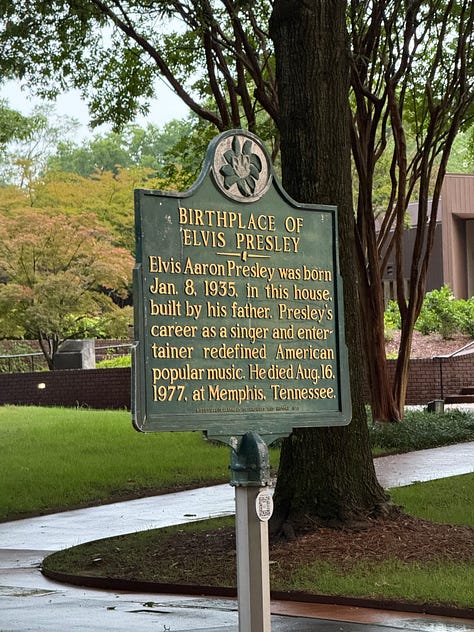 BIRTHPLACE OF
ELVIS PRESLEY
Elvis Aaron Presley was born
Jan. 8, 1935, in this house,
built by his father. Presley's
career as a singer and enter-
tainer redefined American
popular music. He died Aug. 16,
1977, at Memphis, Tennessee.